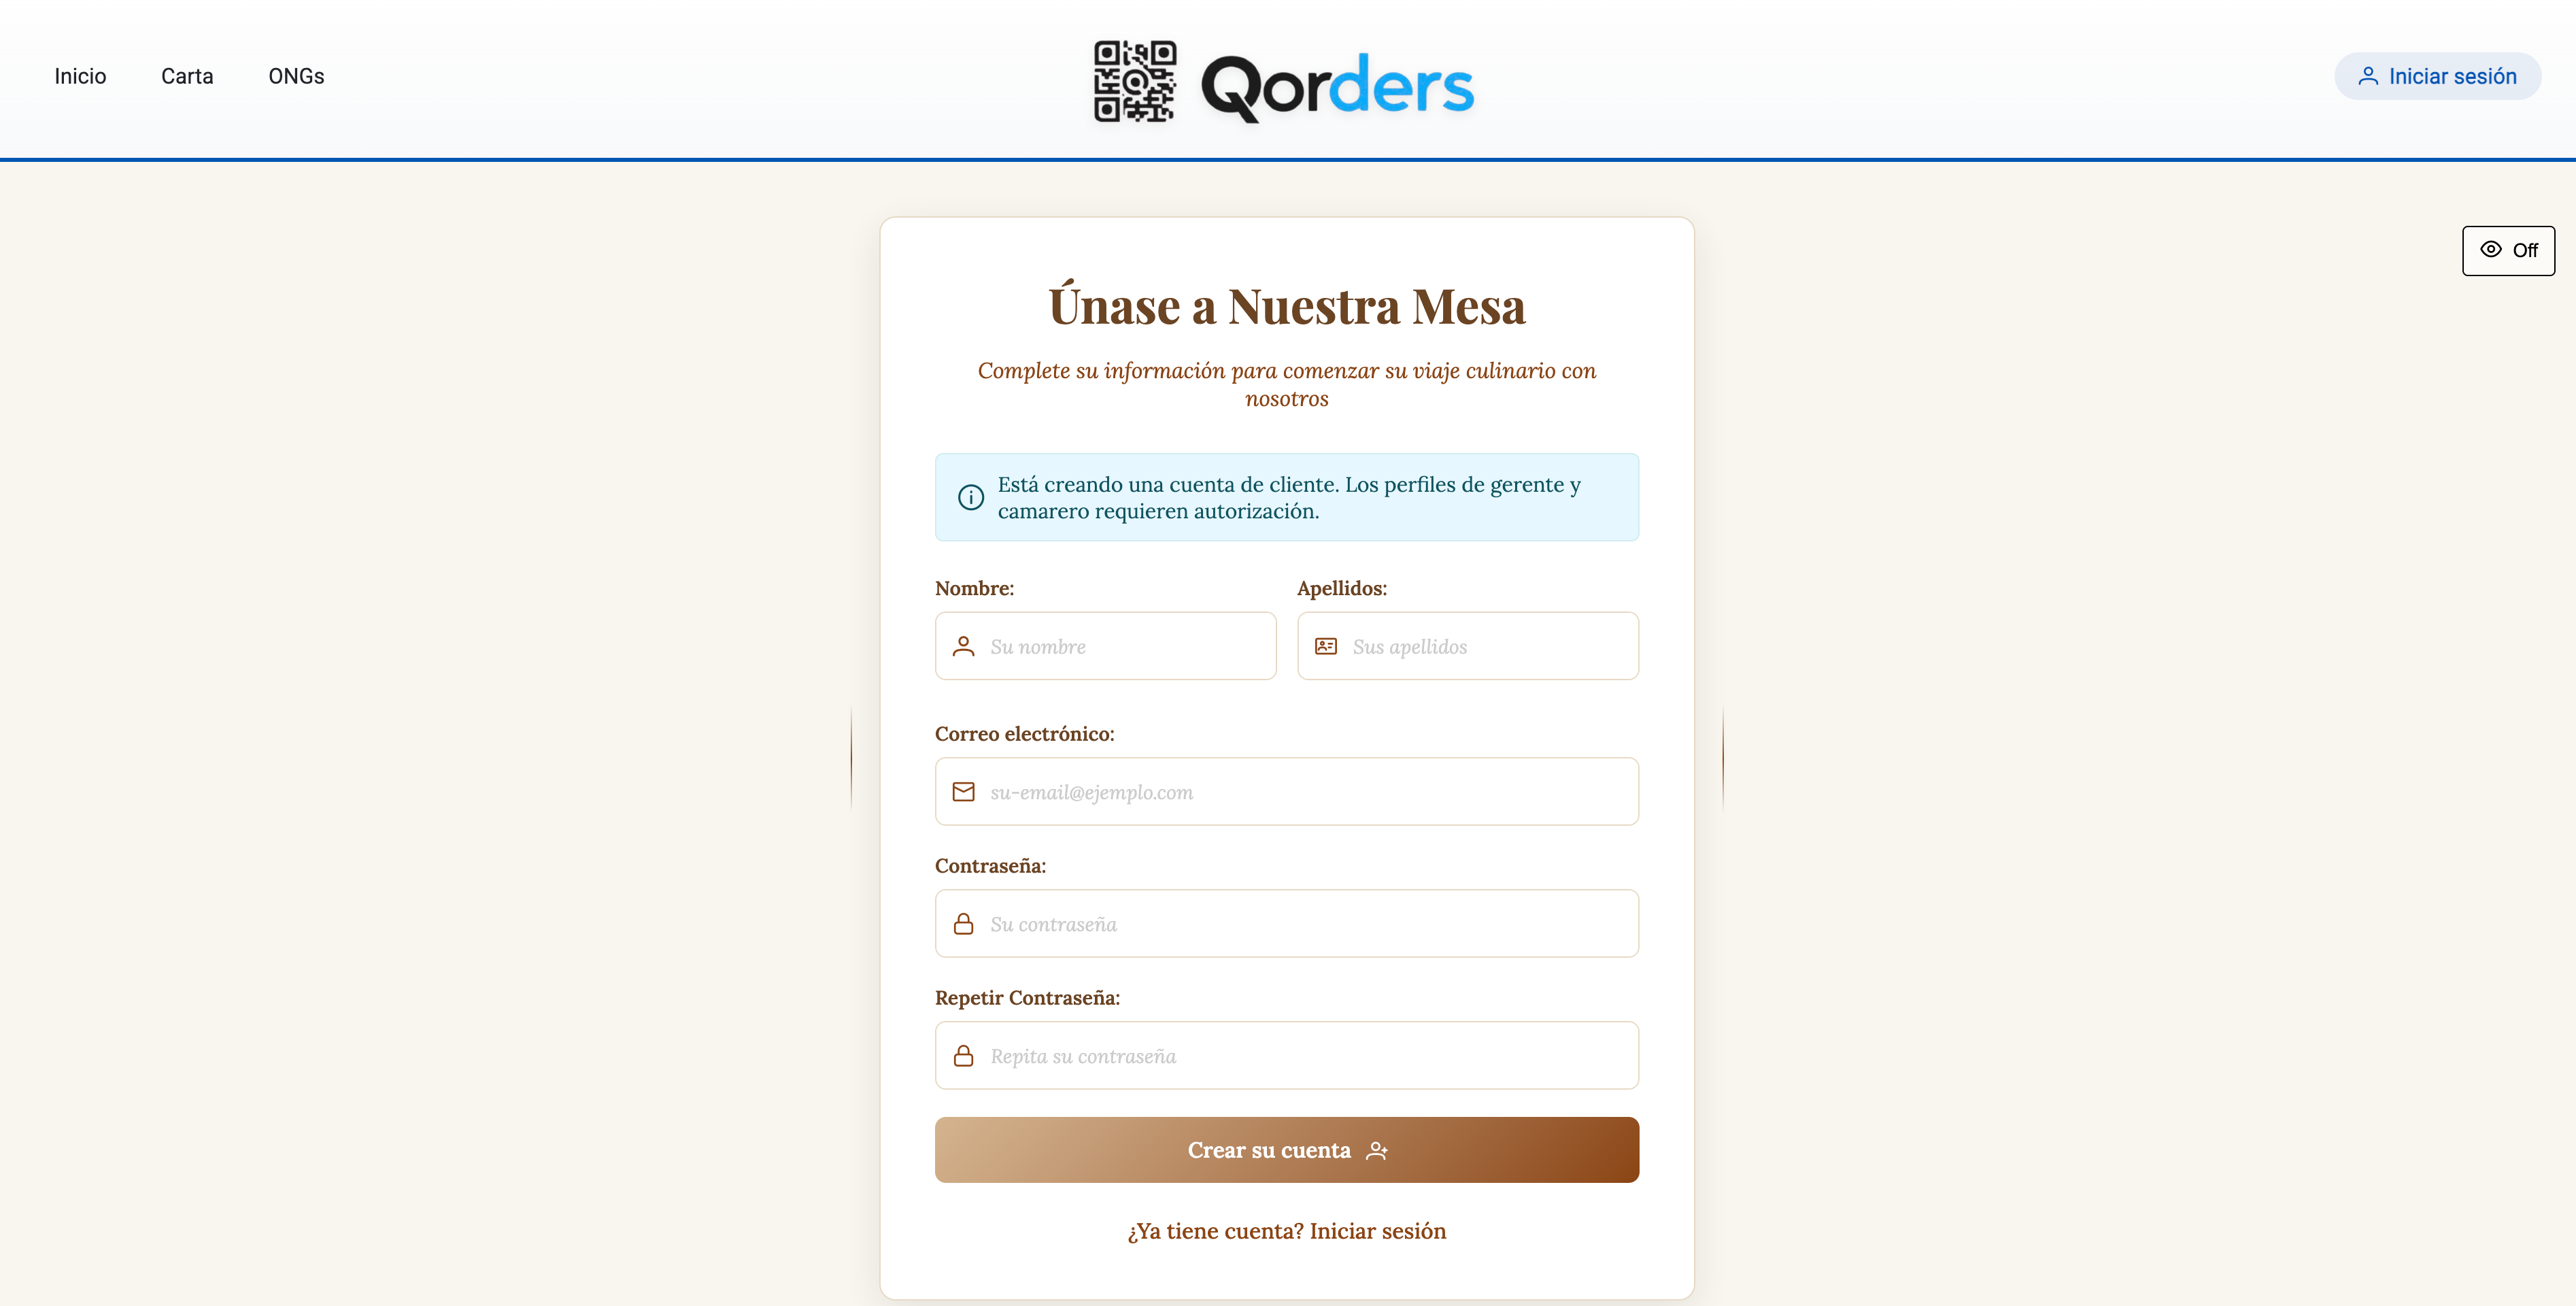 Inicio Carta ONGs
Qorders
Iniciar sesión
Off
Únase a Nuestra Mesa
Complete su información para comenzar su viaje culinario con
nosotros
Está creando una cuenta de cliente. Los perfiles de gerente y
camarero requieren autorización.
Nombre: Apellidos:
Su nombre Sus apellidos
Correo electrónico:
su-email@ejemplo.com
Contraseña:
Su contraseña
Repetir Contraseña:
Repita su contraseña
Crear su cuenta
¿Ya tiene cuenta? Iniciar sesión